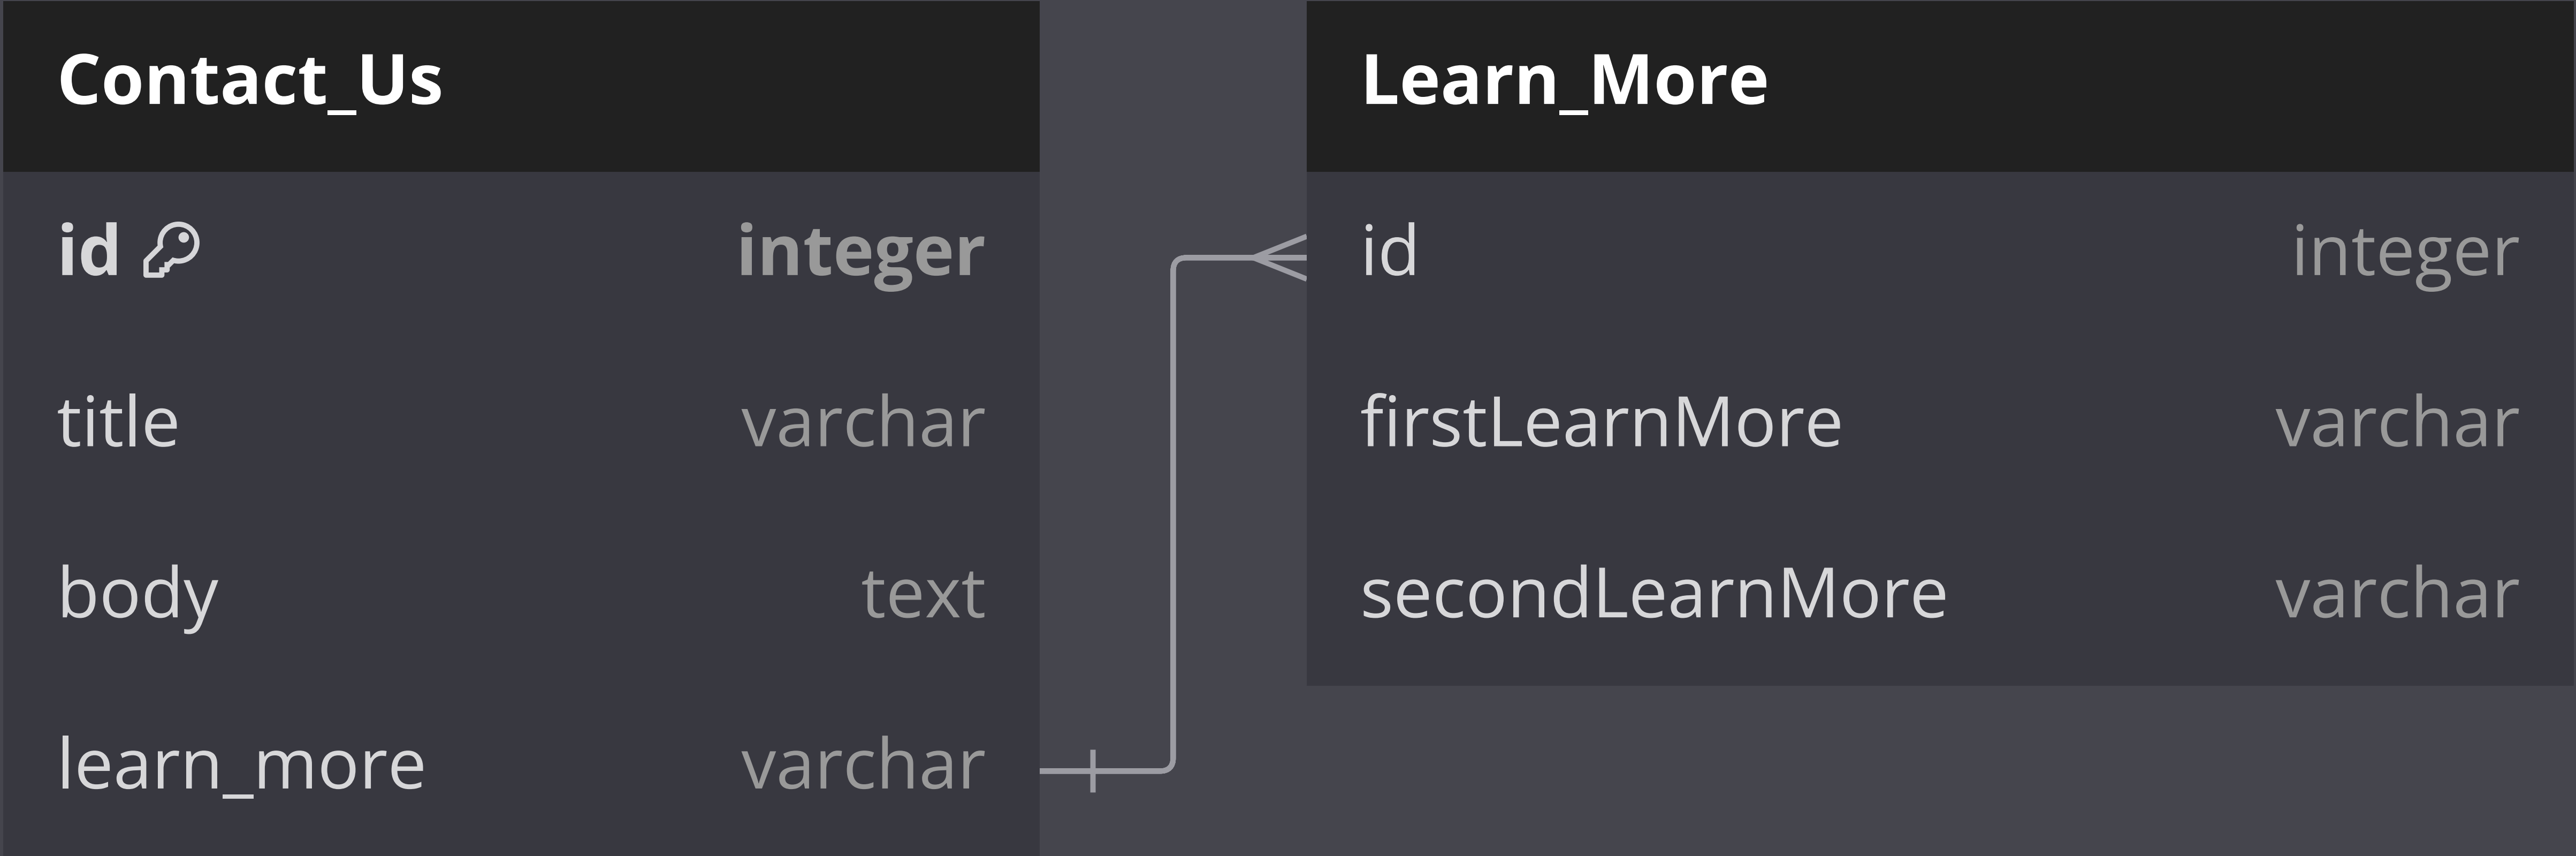 Contact_Us
id integer
title varchar
body text
learn_more varchar
Learn_More
id integer
firstLearnMore varchar
secondLearnMore varchar